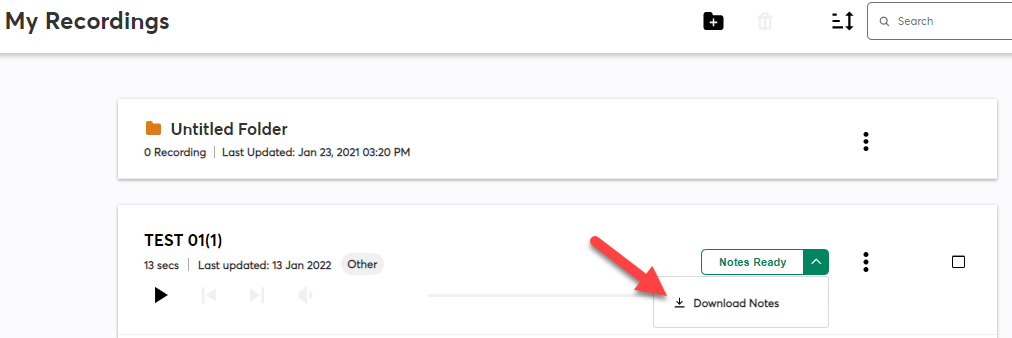 My Recordings
Search
Untitled Folder
0 Recording | Last Updated: Jan 23, 2021 03:20 PM
TEST 01(1)
13 secs | Last updated: 13 Jan 2022 Other
Notes Ready
Download Notes